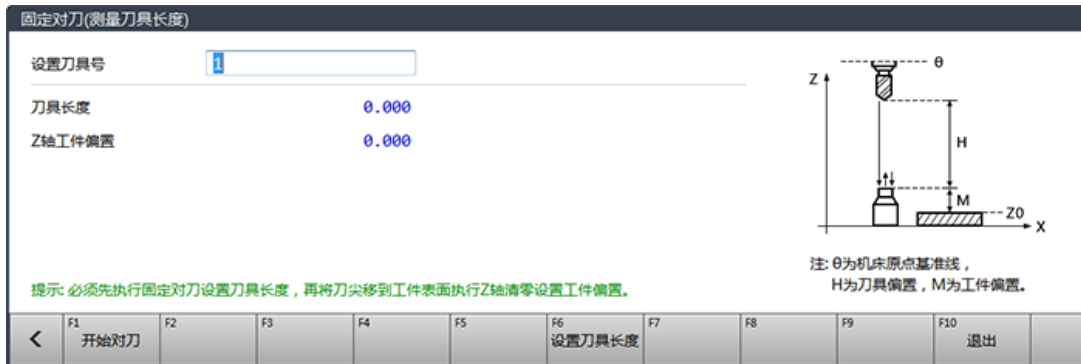 固定对刀(测量刀具长度)
设置刀具号 1
刀具长度 0.000
Z轴工件偏置 0.000
Z
θ
H
M
Z0
X
注: θ为机床原点基准线，
H为刀具偏置，M为工件偏置。
提示: 必须先执行固定对刀设置刀具长度，再将刀尖移到工件表面执行Z轴清零设置工件偏置。
< F1 F2 F3 F4 F5 F6 F7 F8 F9 F10
开始对刀 设置刀具长度 退出